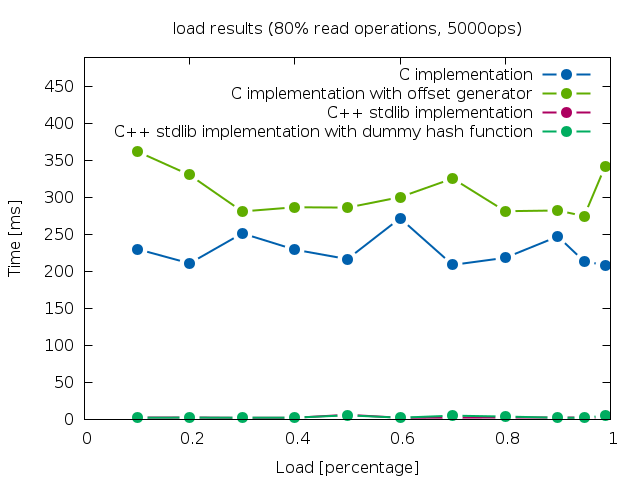 load results (80% read operations, 5000ops)
C implementation
C implementation with offset generator
C++ stdlib implementation
C++ stdlib implementation with dummy hash function
450
400
350
300
250
200
150
100
50
0
Time [ms]
0 0.2 0.4 0.6 0.8 1
Load [percentage]